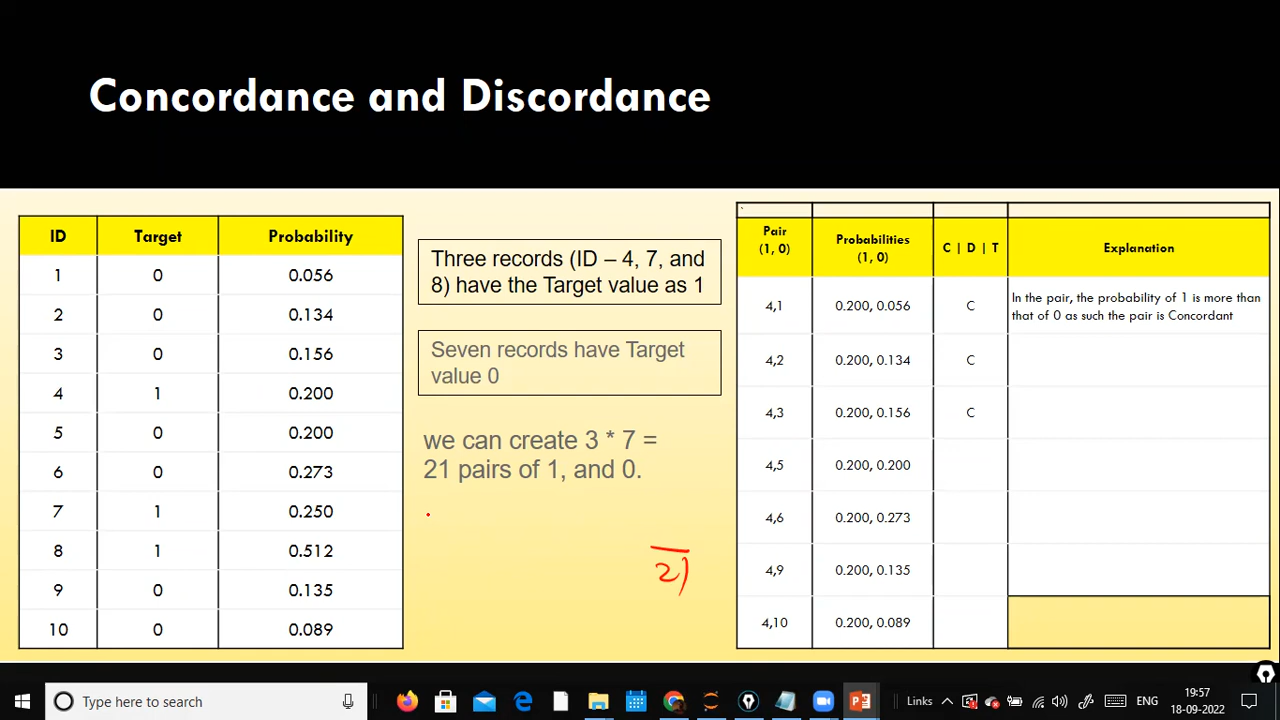 Concordance and Discordance
ID Target Probability
1 0 0.056
2 0 0.134
3 0 0.156
4 1 0.200
5 0 0.200
6 0 0.273
7 1 0.250
8 1 0.512
9 0 0.135
10 0 0.089
Three records (ID – 4, 7, and
8) have the Target value as 1
Seven records have Target
value 0
we can create 3 * 7 =
21 pairs of 1, and 0.
21
Pair
(1, 0)
Probabilities
(1, 0)
C | D | T
Explanation
4,1 0.200, 0.056 C
In the pair, the probability of 1 is more than
that of 0 as such the pair is Concordant
4,2 0.200, 0.134 C
4,3 0.200, 0.156 C
4,5 0.200, 0.200
4,6 0.200, 0.273
4,9 0.200, 0.135
4,10 0.200, 0.089
Type here to search
Links
ENG
19:57
18-09-2022